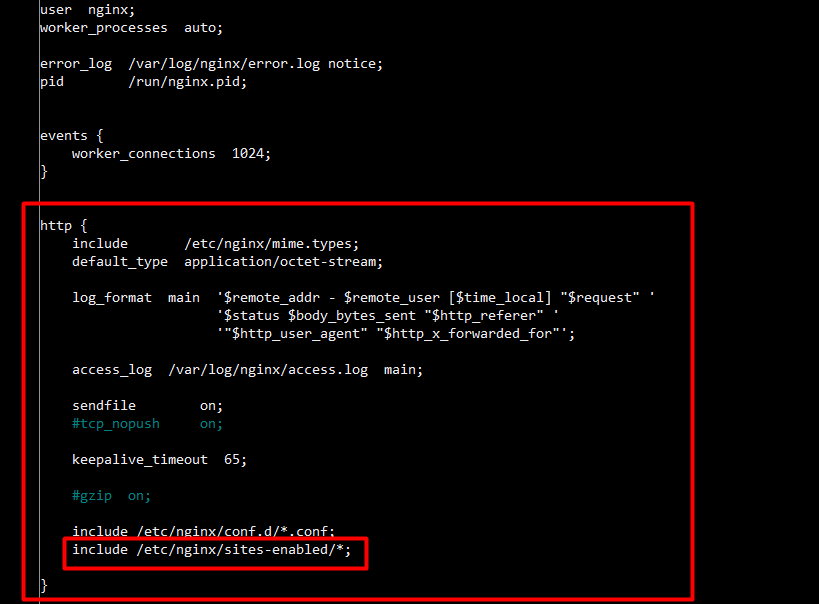 user  nginx;
worker_processes  auto;

error_log  /var/log/nginx/error.log notice;
pid        /run/nginx.pid;


events {
    worker_connections  1024;
}


http {
    include       /etc/nginx/mime.types;
    default_type  application/octet-stream;

    log_format  main  '$remote_addr - $remote_user [$time_local] "$request" '
                      '$status $body_bytes_sent "$http_referer" '
                      '"$http_user_agent" "$http_x_forwarded_for"';

    access_log  /var/log/nginx/access.log  main;

    sendfile        on;
    #tcp_nopush     on;

    keepalive_timeout  65;

    #gzip  on;

    include /etc/nginx/conf.d/*.conf;
    include /etc/nginx/sites-enabled/*;

}